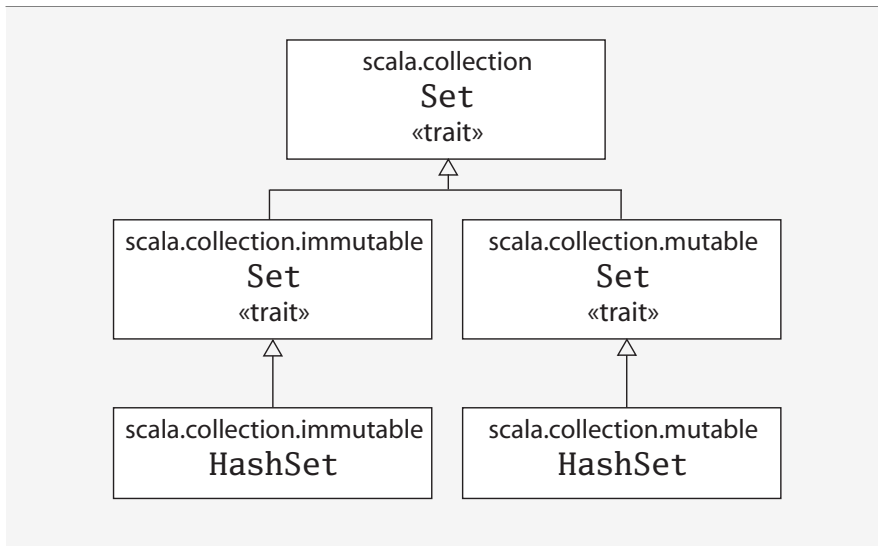 scala.collection
Set
«trait»
scala.collection.immutable
Set
«trait»
scala.collection.mutable
Set
«trait»
scala.collection.immutable
HashSet
scala.collection.mutable
HashSet